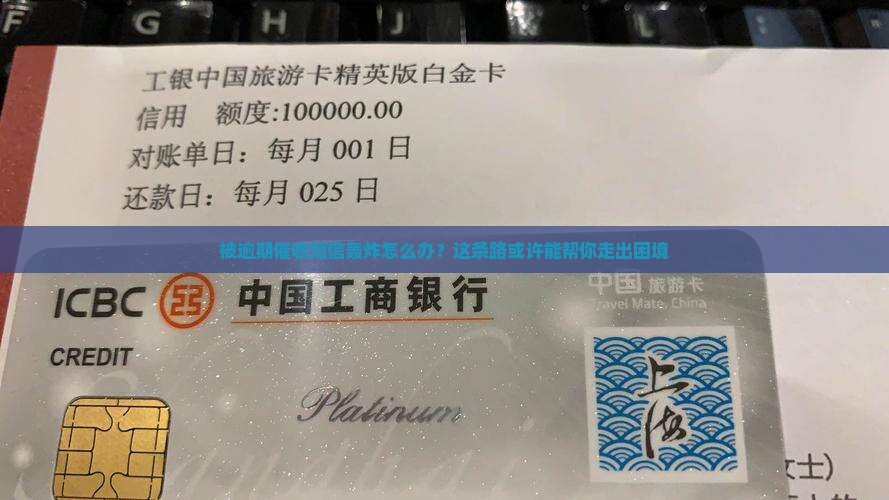 F G H J L
工银中国旅游卡精英版白金卡
信用 额度:100000.00
对账单日：每月 001 日
还款日：每月 025 日
被逾期催收短信轰炸怎么办？这条路或许能帮你走出困境
ICBC 中国工商银行
中国旅游卡
Travel Mate, China
CREDIT
Platinum
上海
女士)